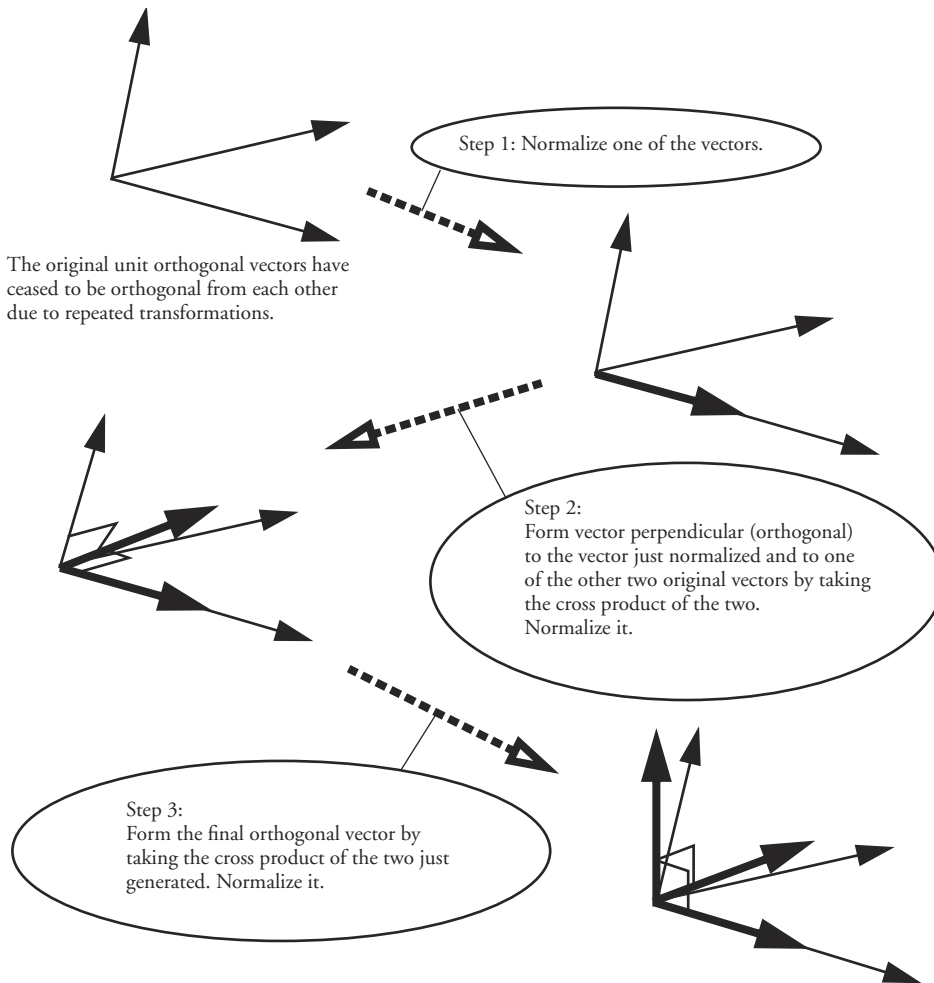 Step 1: Normalize one of the vectors.
The original unit orthogonal vectors have
ceased to be orthogonal from each other
due to repeated transformations.
Step 2:
Form vector perpendicular (orthogonal)
to the vector just normalized and to one
of the other two original vectors by taking
the cross product of the two.
Normalize it.
Step 3:
Form the final orthogonal vector by
taking the cross product of the two just
generated. Normalize it.